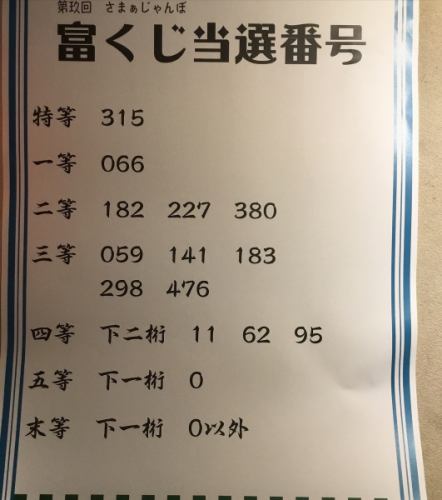 第玖回 さまぁじゃんぼ
富くじ当選番号
特等 315
一等 066
二等 182 227 380
三等 059 141 183
298 476
四等 下二桁 11 62 95
五等 下一桁 0
末等 下一桁 0以外